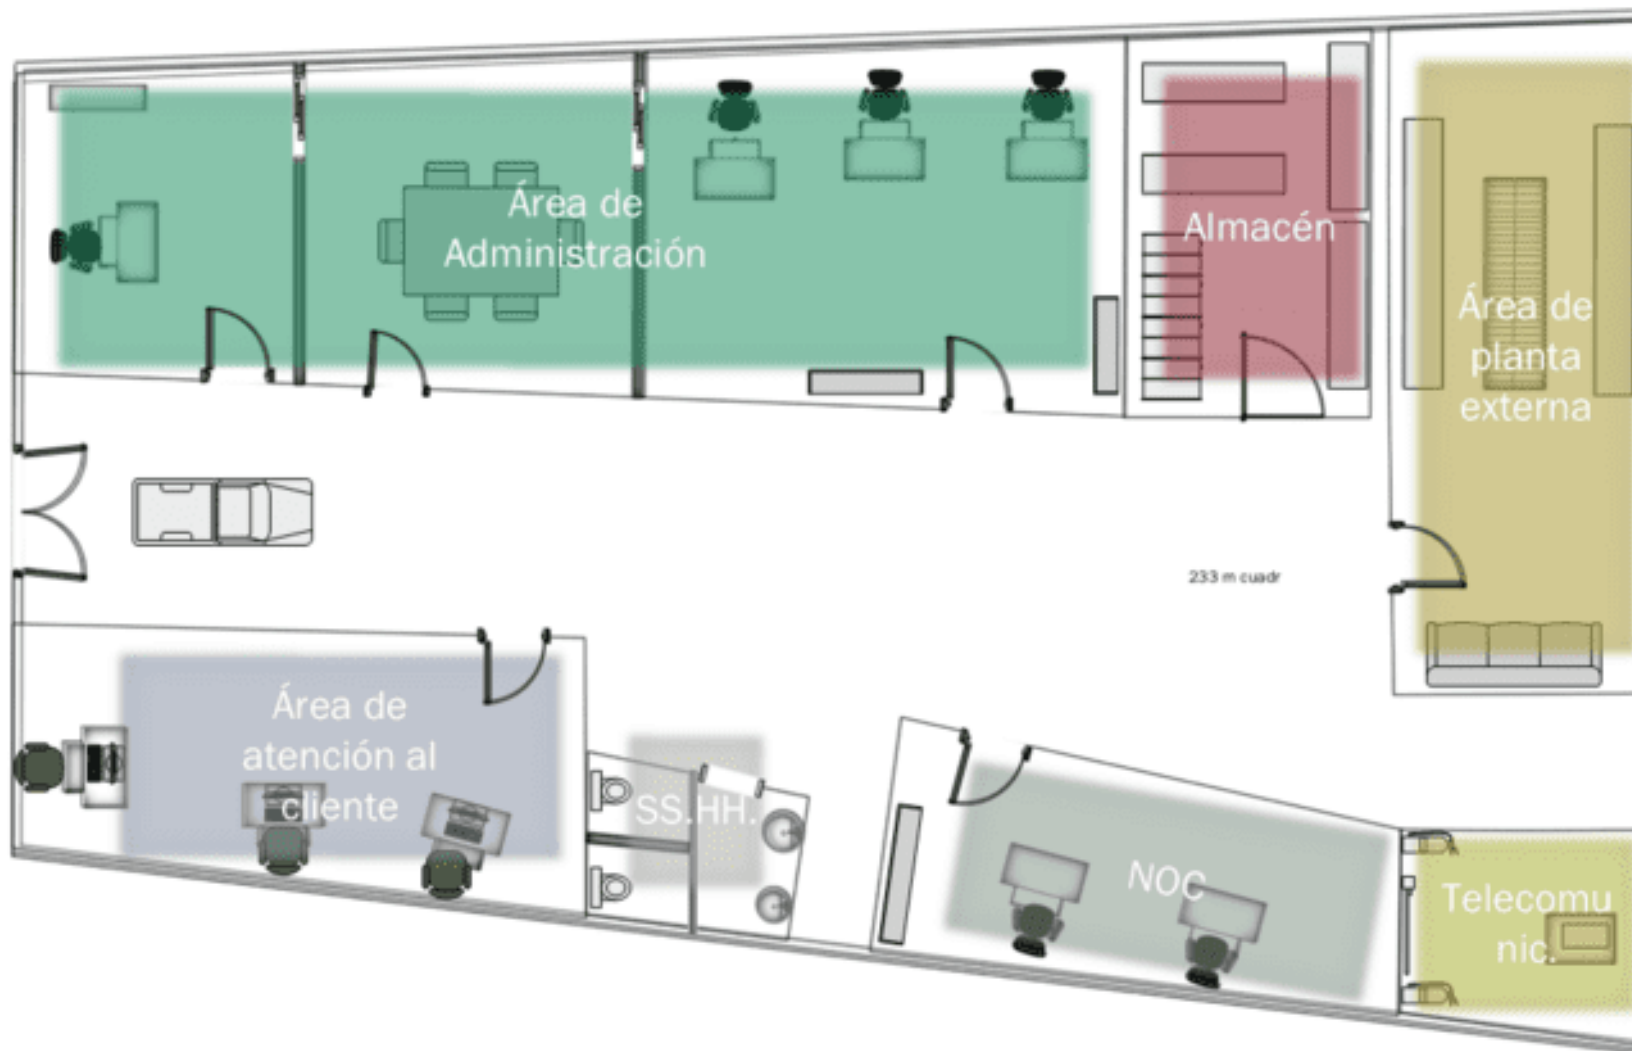 Área de
Administración
Almacén
Área de
planta
externa
233 m cuadr
Área de
atención al
cliente
SS.HH.
NOC
Telecomu
nic.